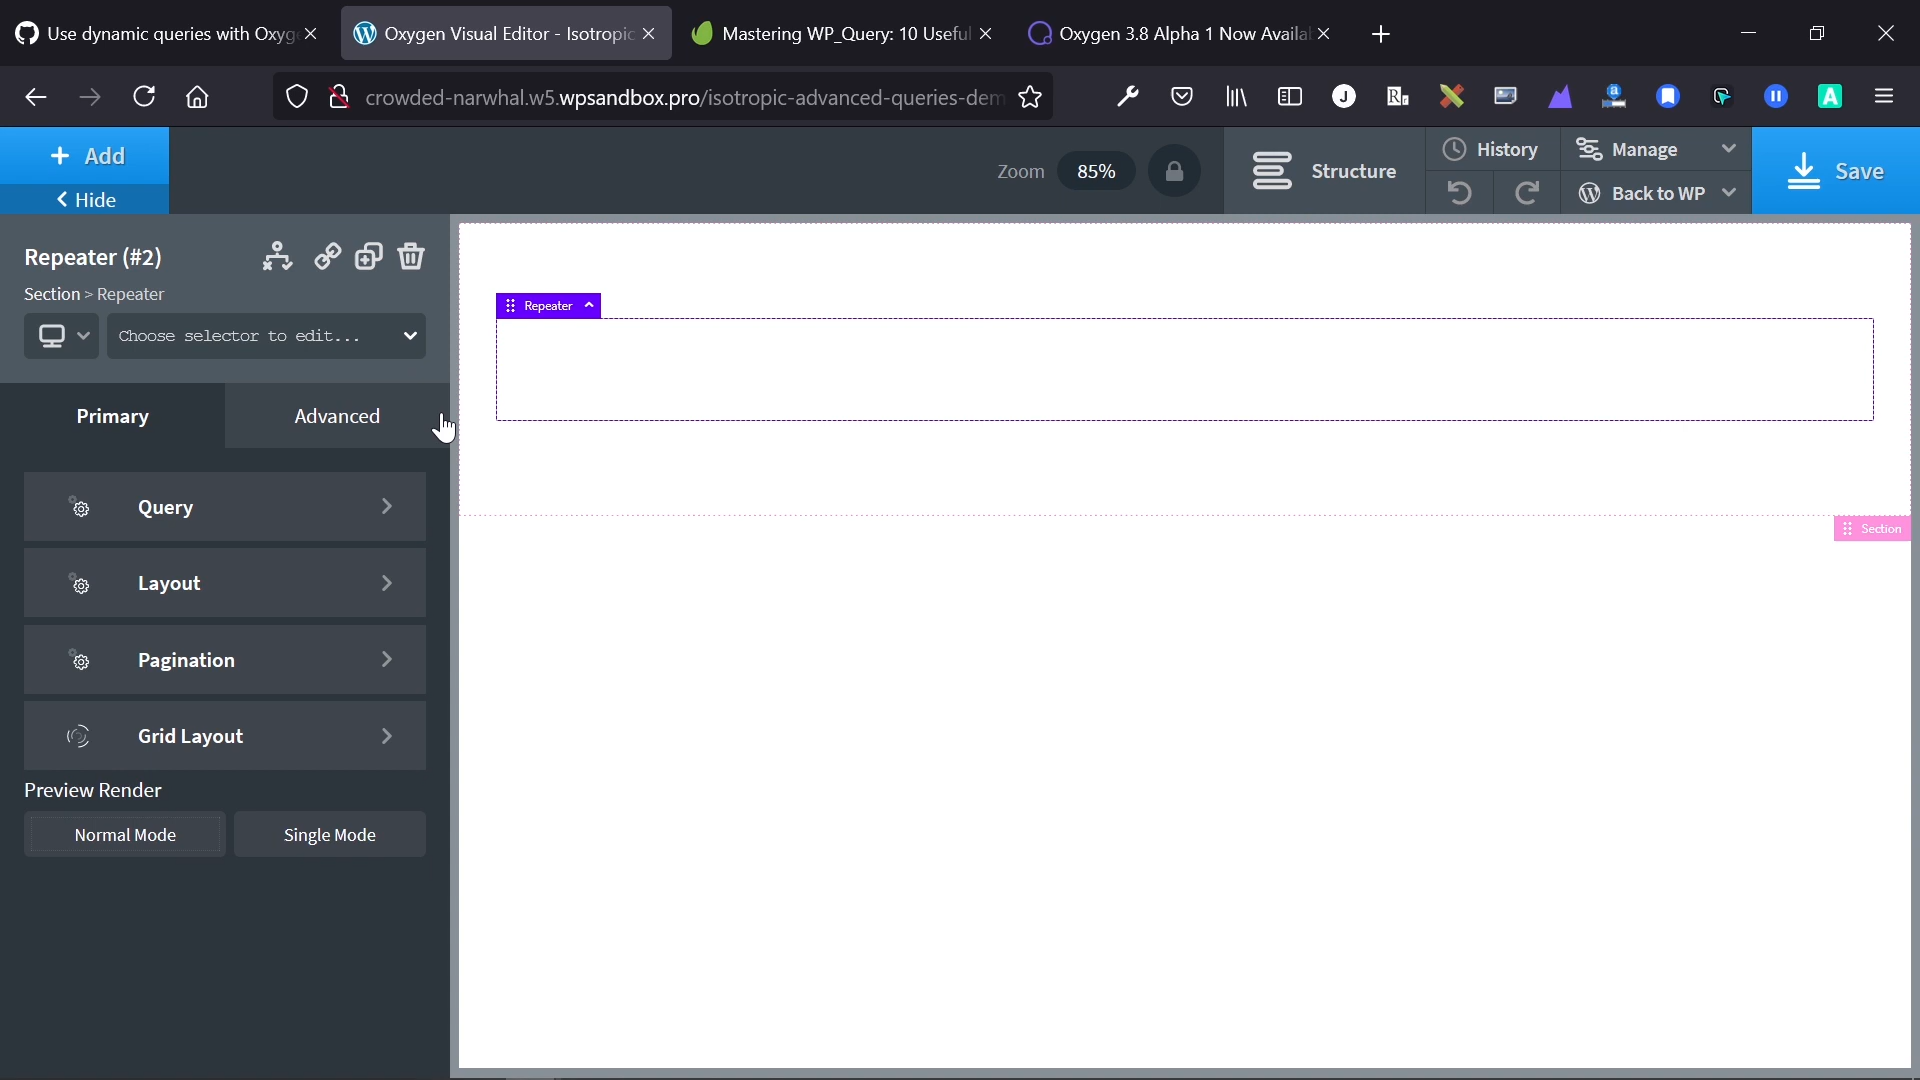 Use dynamic queries with Oxyg
Oxygen Visual Editor - Isotropic
Mastering WP_Query: 10 Useful
Oxygen 3.8 Alpha 1 Now Availal
crowded-narwhal.w5.wpsandbox.pro/isotropic-advanced-queries-dem
J
R
a
A
+ Add
Hide
Zoom
85%
Structure
History
Manage
Back to WP
Save
Repeater (#2)
Section > Repeater
Choose selector to edit...
Primary
Advanced
Query
Layout
Pagination
Grid Layout
Preview Render
Normal Mode
Single Mode
Repeater
Section